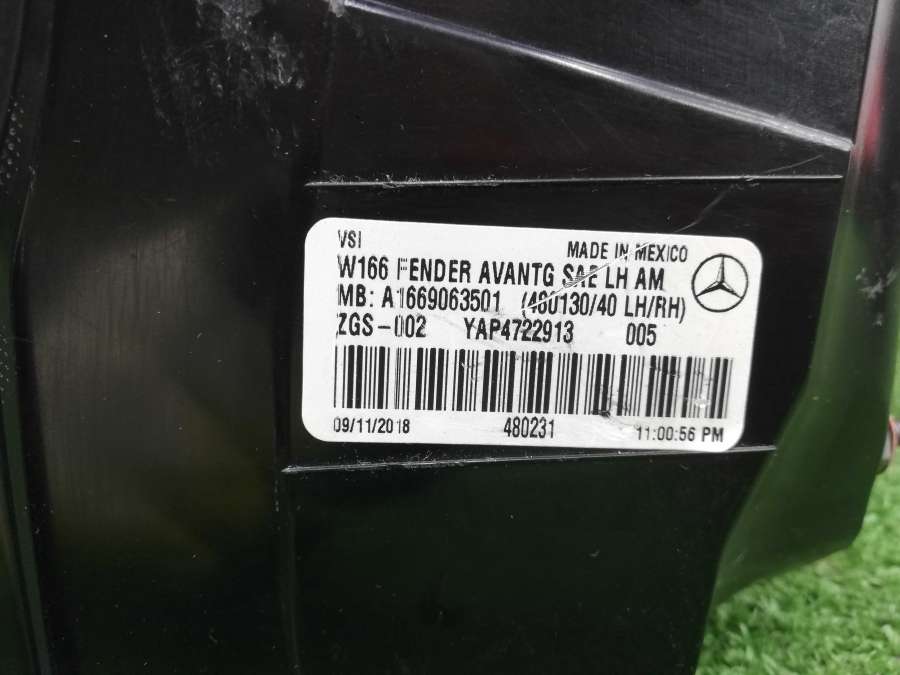 VSI MADE IN MEXICO
W166 FENDER AVANTG SAE LH AM
MB: A1669063501 (480130/40 LH/RH)
ZGS-002 YAP4722913 005
09/11/2018 480231 11:00:56 PM